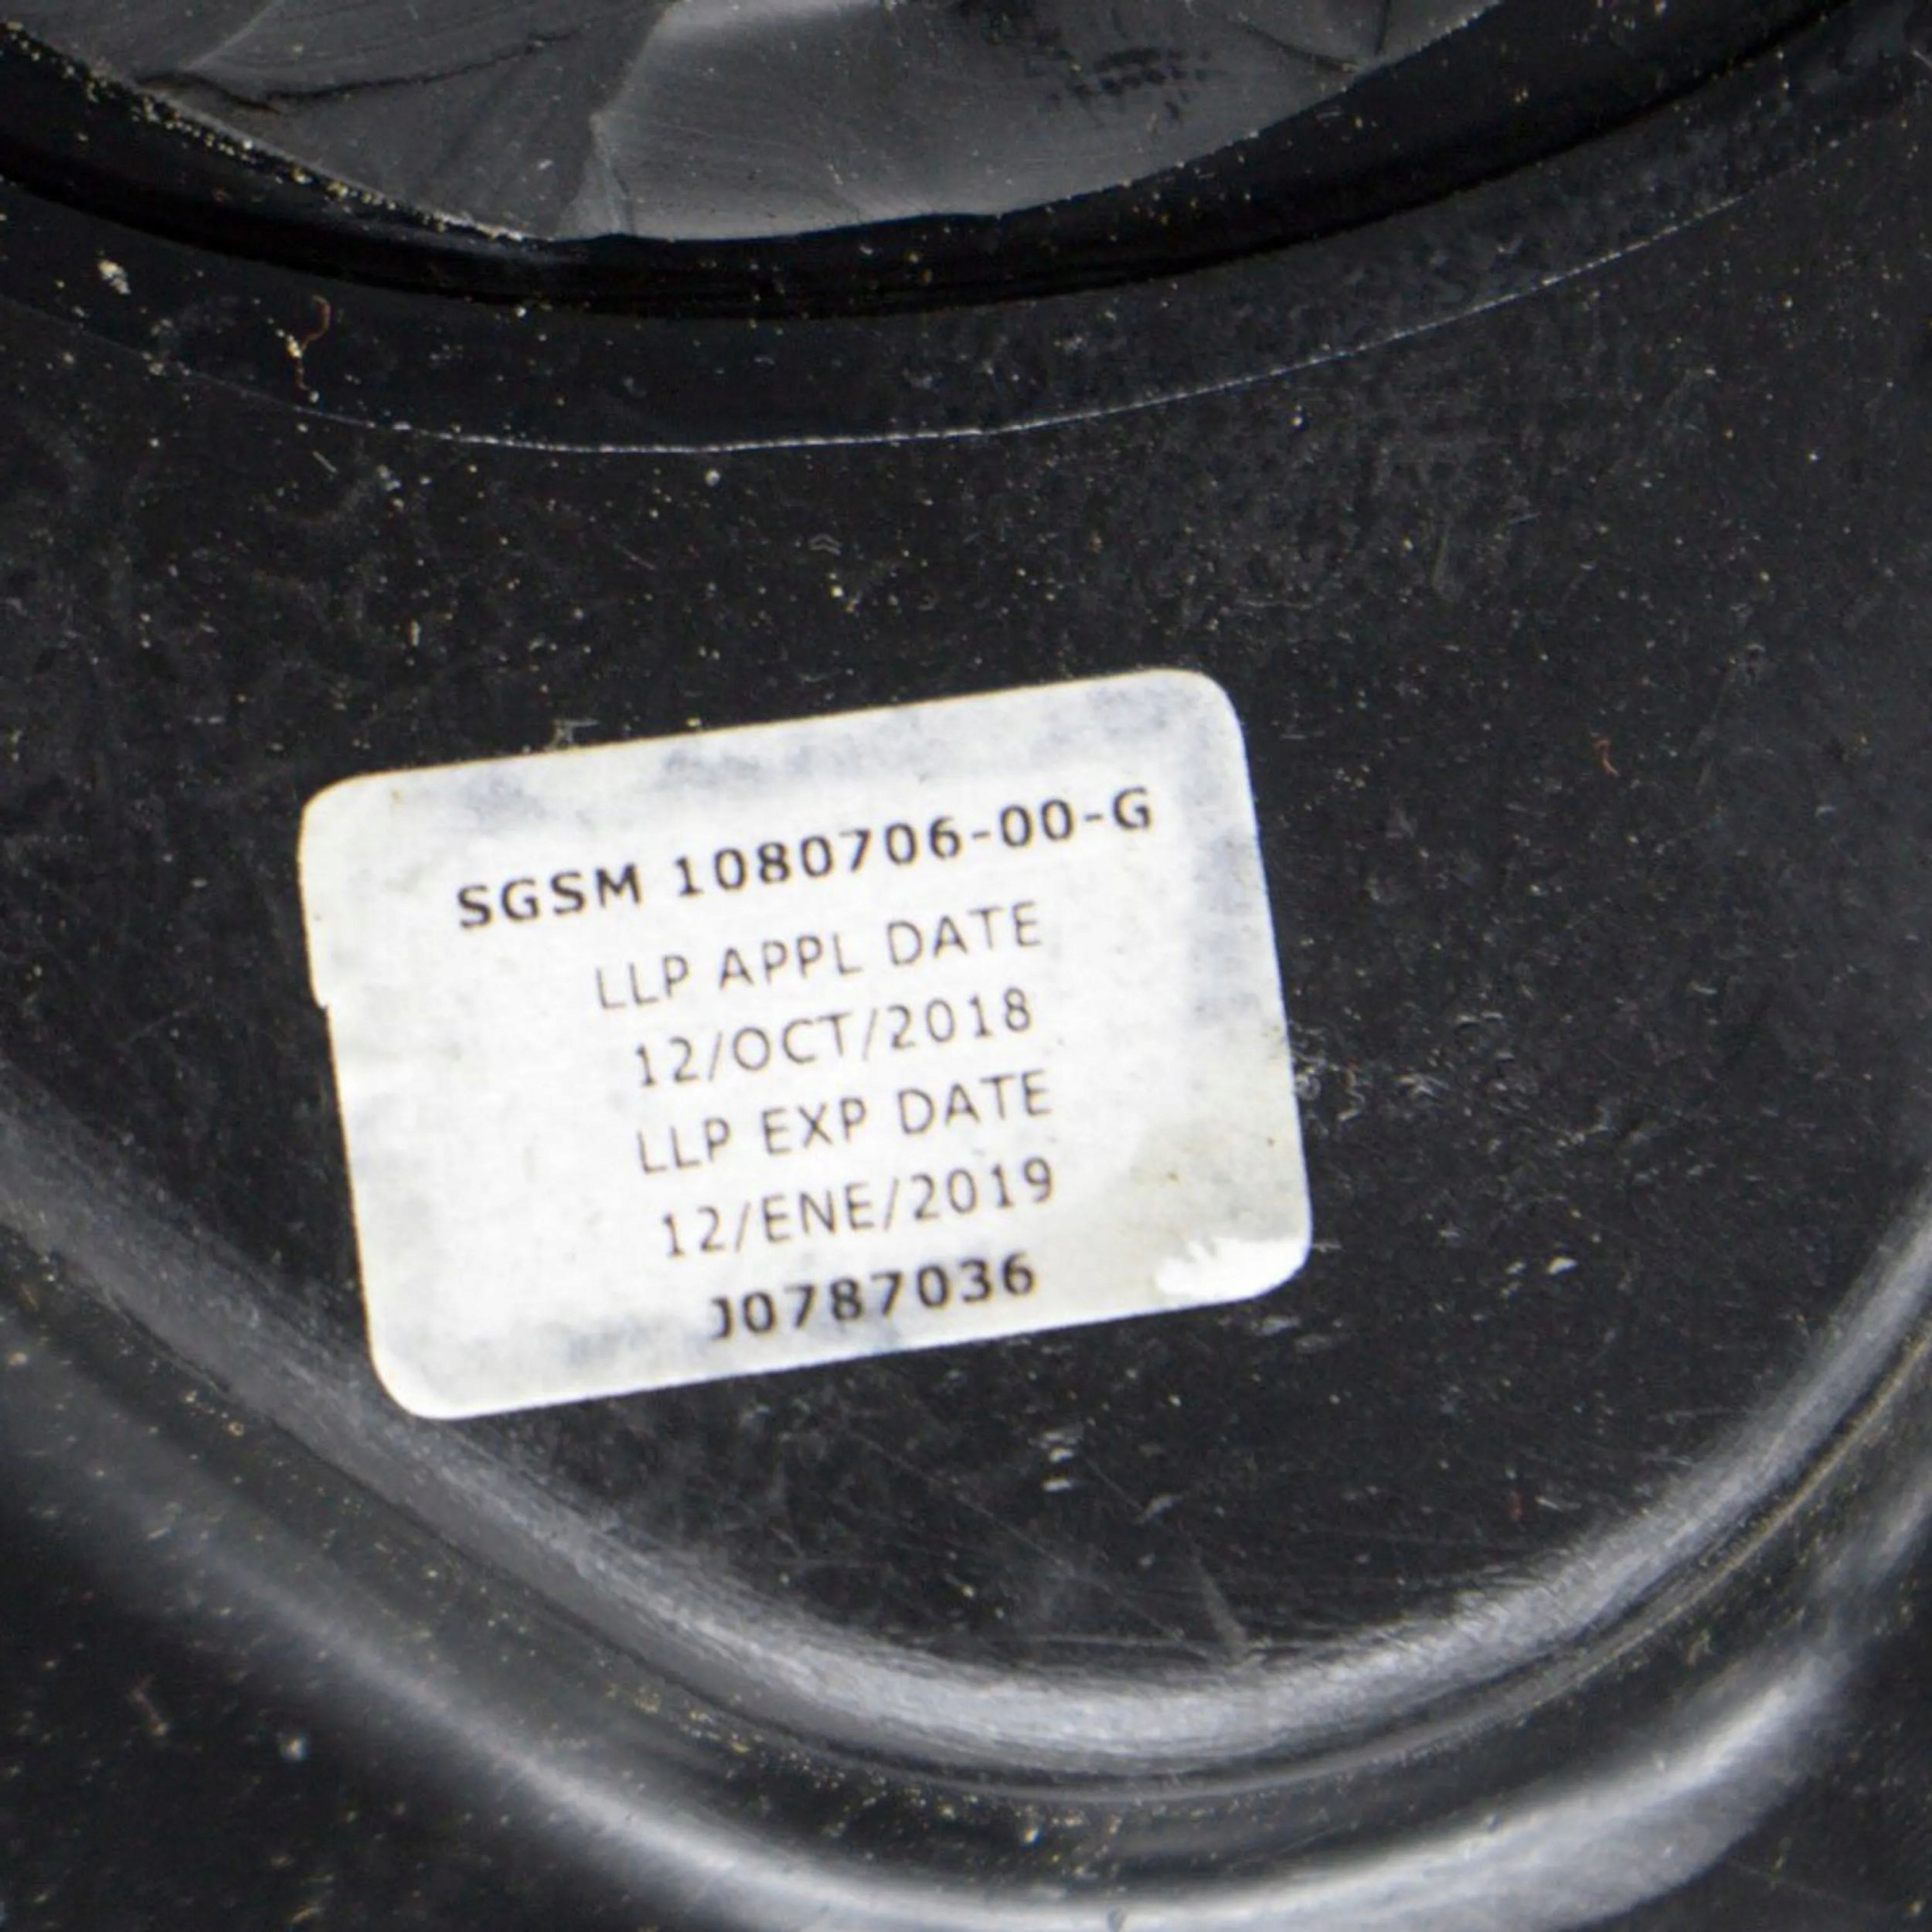 SGSM 1080706-00-G
LLP APPL DATE
12/OCT/2018
LLP EXP DATE
12/ENE/2019
J0787036